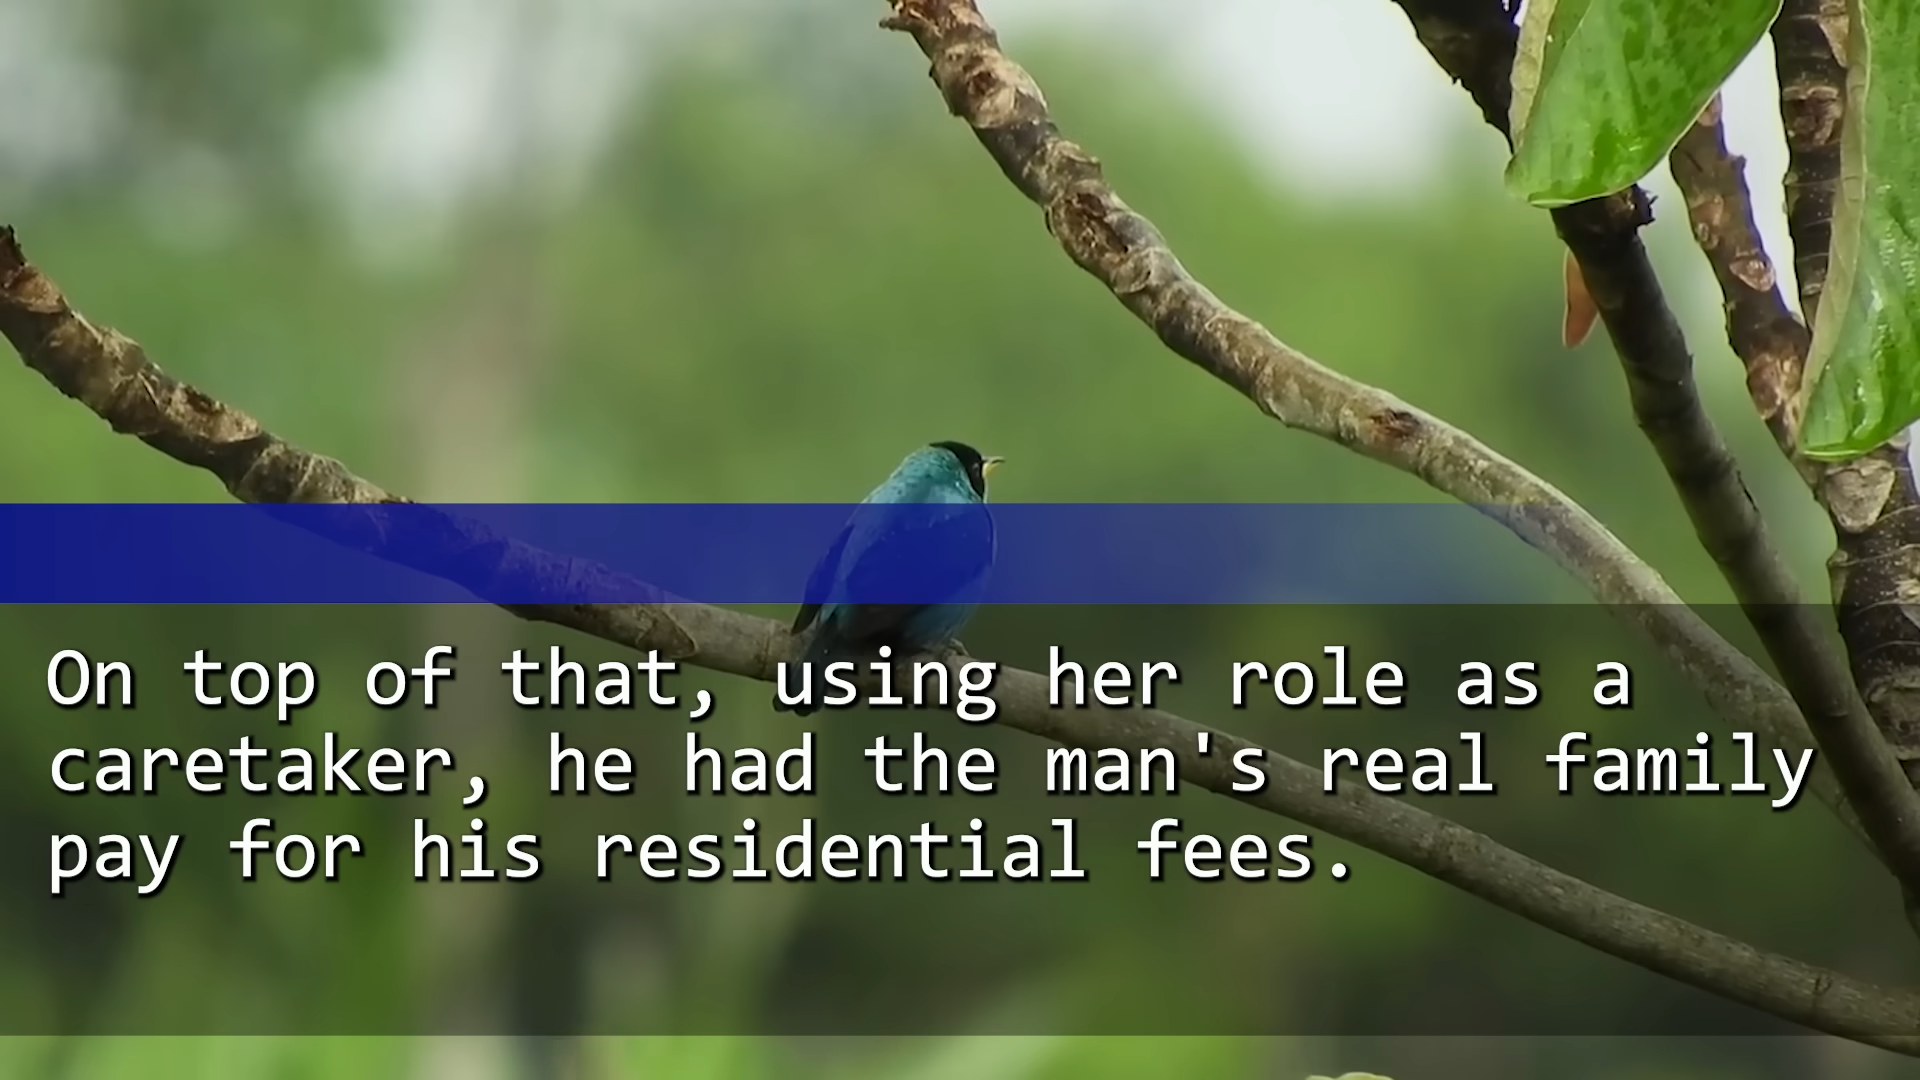 On top of that, using her role as a
caretaker, he had the man's real family
pay for his residential fees.